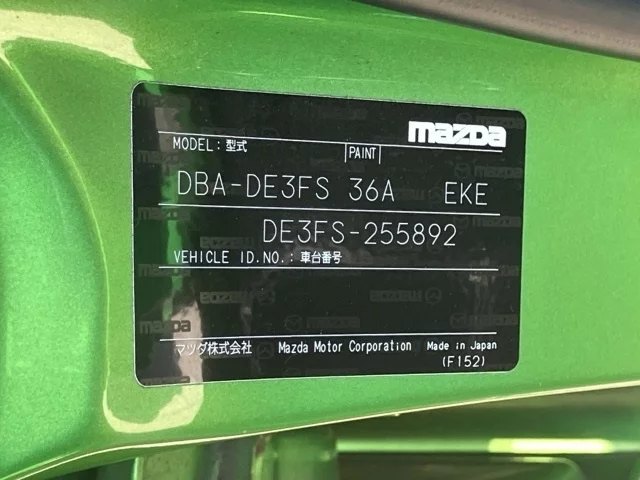 mazda
MODEL: 型式 PAINT
DBA-DE3FS 36A EKE
DE3FS-255892
VEHICLE ID.NO.: 車台番号
マツダ株式会社 Mazda Motor Corporation Made in Japan
(F152)